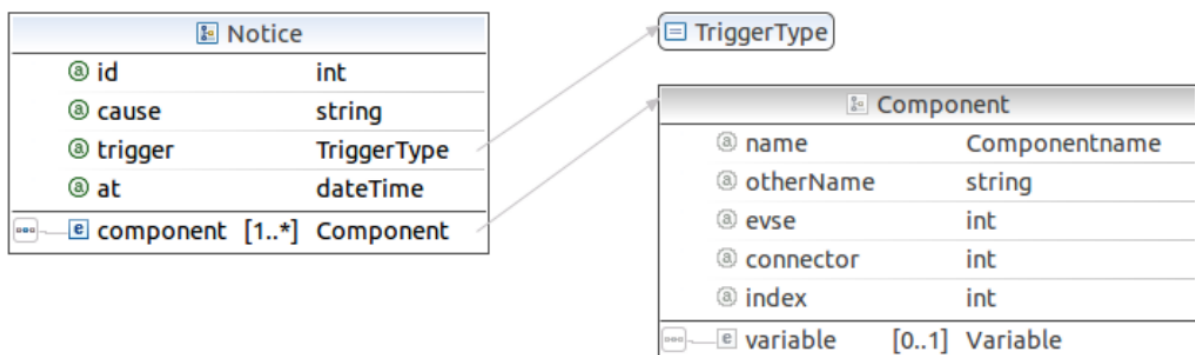 Notice
id int
cause string
trigger TriggerType
at dateTime
component [1..*] Component
TriggerType
Component
name Componentname
otherName string
evse int
connector int
index int
variable [0..1] Variable